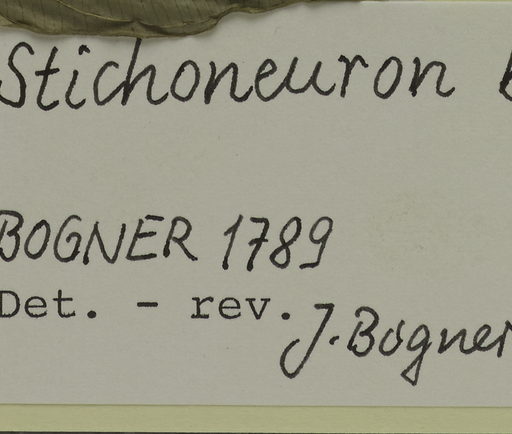 Stichoneuron
BOGNER 1789
Det. - rev. J. Bogner